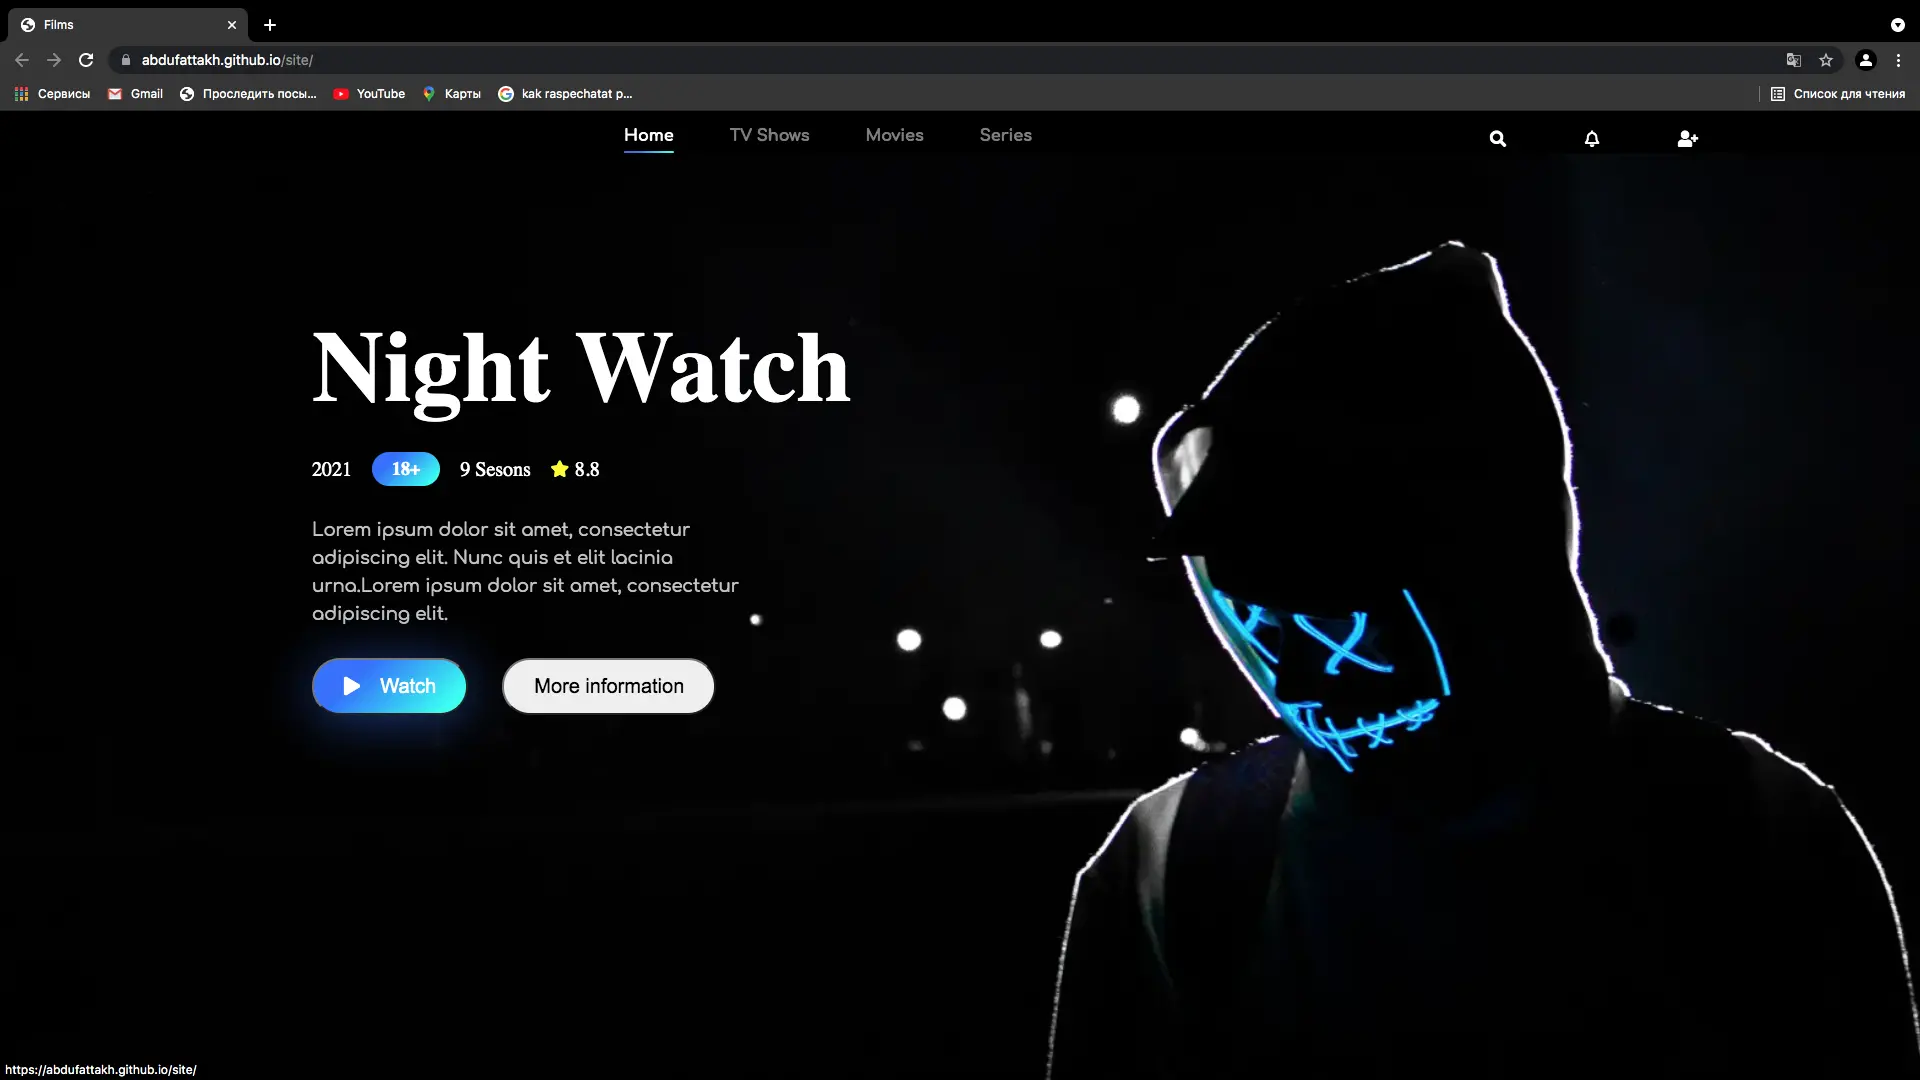 Films
abdufattakh.github.io/site/
Сервисы
Gmail
Проследить посы...
YouTube
Карты
kak raspechatat p...
Список для чтения
Home
TV Shows
Movies
Series
Night Watch
2021
18+
9 Sesons
8.8
Lorem ipsum dolor sit amet, consectetur
adipiscing elit. Nunc quis et elit lacinia
urna.Lorem ipsum dolor sit amet, consectetur
adipiscing elit.
Watch
More information
https://abdufattakh.github.io/site/